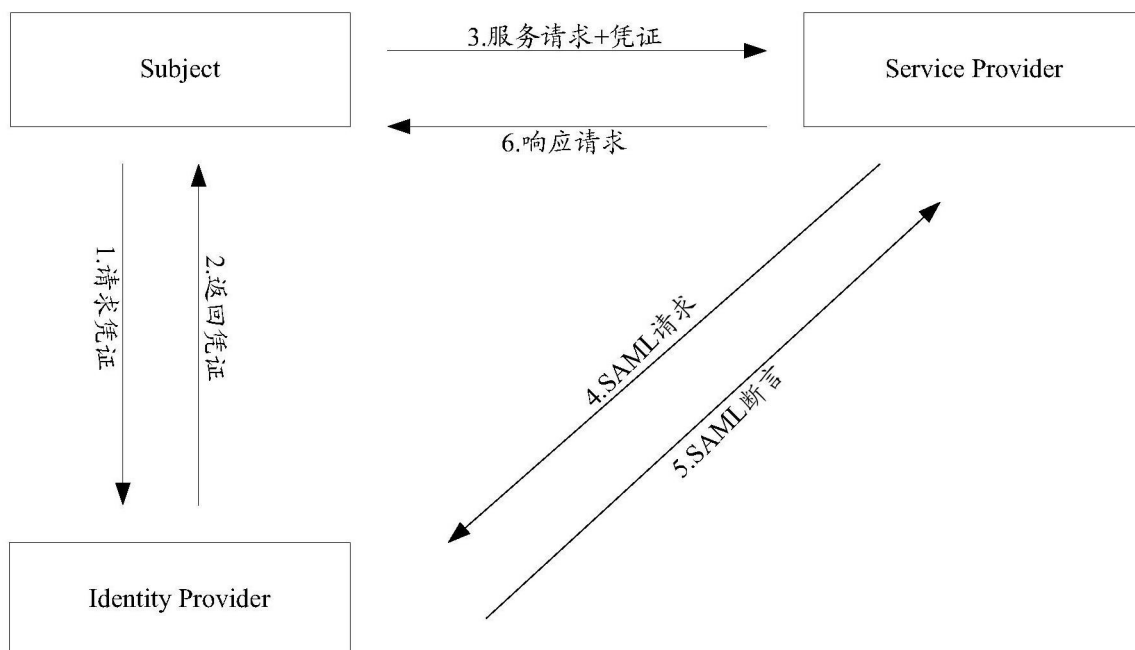 3.服务请求+凭证
Subject
Service Provider
6.响应请求
1.请求凭证
2.返回凭证
4.SAML请求
5.SAML断言
Identity Provider